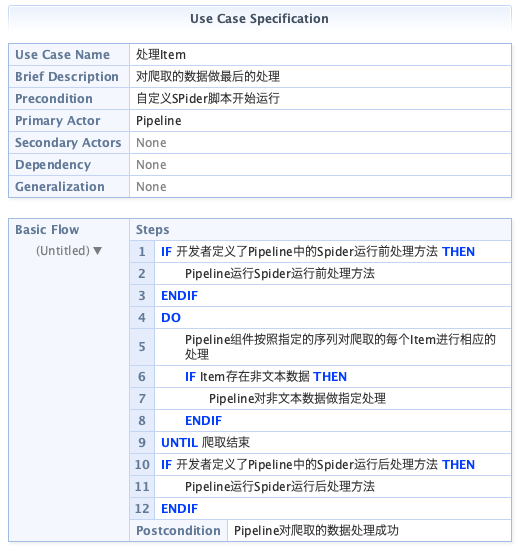 Use Case Specification
Use Case Name 处理Item
Brief Description 对爬取的数据做最后的处理
Precondition 自定义SPider脚本开始运行
Primary Actor Pipeline
Secondary Actors None
Dependency None
Generalization None
Basic Flow Steps
(Untitled) ▼
1 IF 开发者定义了Pipeline中的Spider运行前处理方法 THEN
2 Pipeline运行Spider运行前处理方法
3 ENDIF
4 DO
5 Pipeline组件按照指定的序列对爬取的每个Item进行相应的
处理
6 IF Item存在非文本数据 THEN
7 Pipeline对非文本数据做指定处理
8 ENDIF
9 UNTIL 爬取结束
10 IF 开发者定义了Pipeline中的Spider运行后处理方法 THEN
11 Pipeline运行Spider运行后处理方法
12 ENDIF
Postcondition Pipeline对爬取的数据处理成功